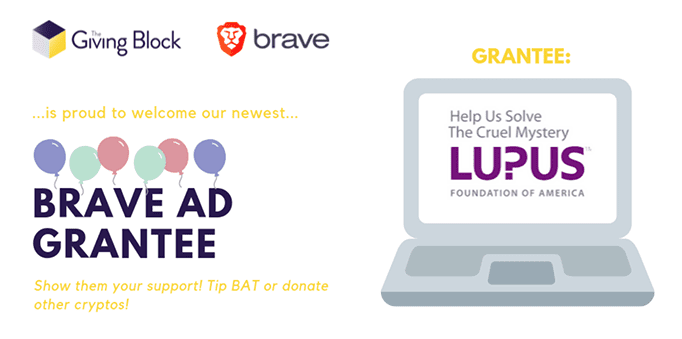 The Giving Block
brave
...is proud to welcome our newest...
BRAVE AD
GRANTEE
Show them your support! Tip BAT or donate
other cryptos!
GRANTEE:
Help Us Solve
The Cruel Mystery
LUPUS
FOUNDATION OF AMERICA